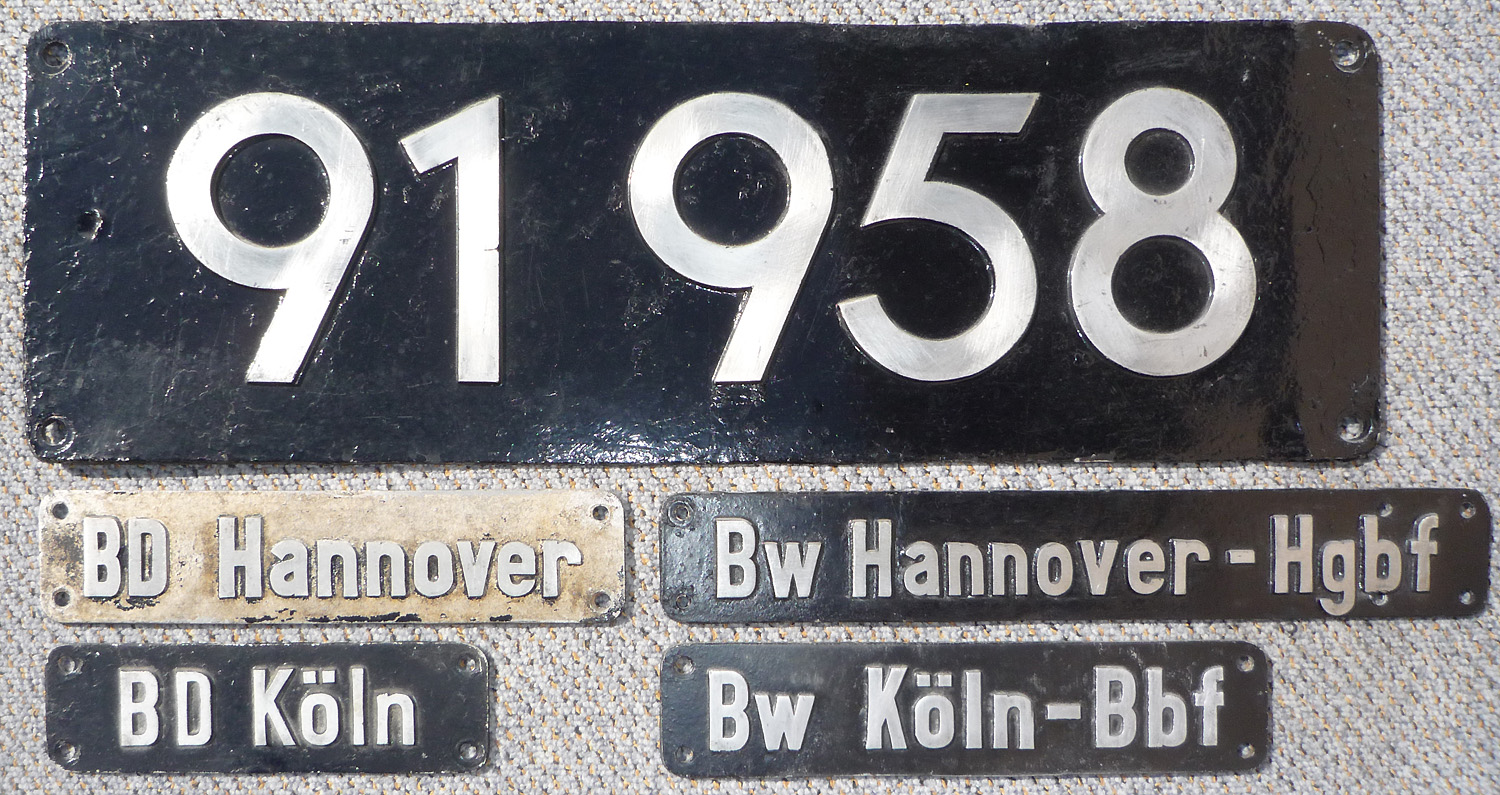 91 958
BD Hannover
Bw Hannover-Hgbf
BD Köln
Bw Köln-Bbf